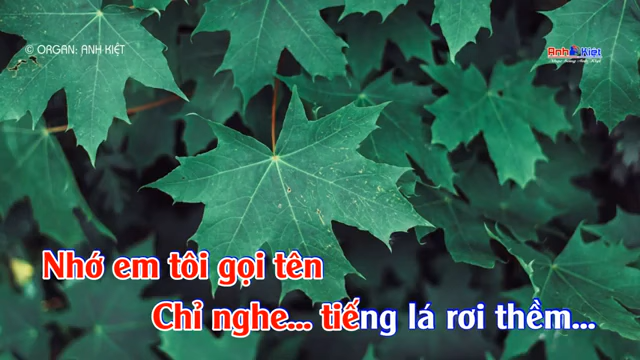 © ORGAN: ANH KIỆT
Anh Kiệt
Nhớ em tôi gọi tên
Chỉ nghe... tiếng lá rơi thềm...